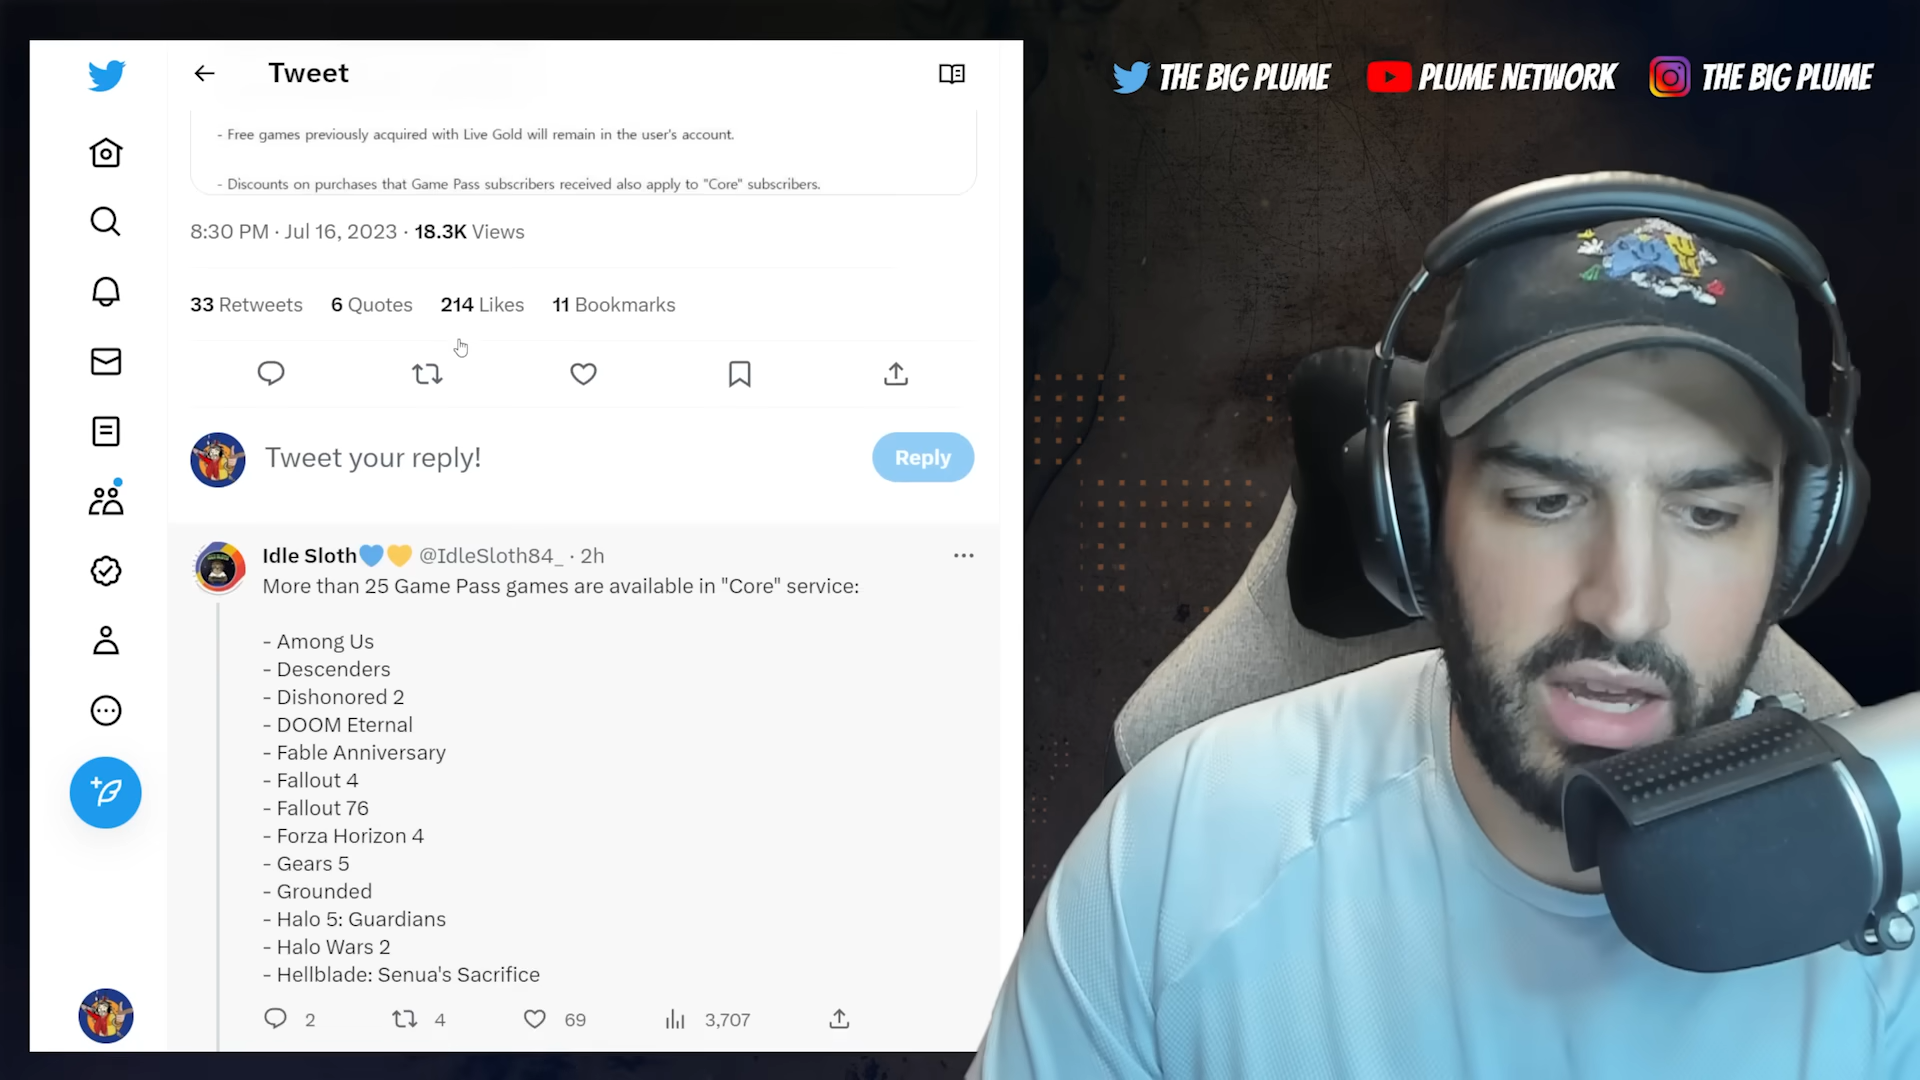 THE BIG PLUME
PLUME NETWORK
THE BIG PLUME
Tweet
- Free games previously acquired with Live Gold will remain in the user's account.
- Discounts on purchases that Game Pass subscribers received also apply to "Core" subscribers.
8:30 PM · Jul 16, 2023 · 18.3K Views
33 Retweets 6 Quotes 214 Likes 11 Bookmarks
Tweet your reply!
Reply
Idle Sloth💙💛 @IdleSloth84_ · 2h
More than 25 Game Pass games are available in "Core" service:
- Among Us
- Descenders
- Dishonored 2
- DOOM Eternal
- Fable Anniversary
- Fallout 4
- Fallout 76
- Forza Horizon 4
- Gears 5
- Grounded
- Halo 5: Guardians
- Halo Wars 2
- Hellblade: Senua's Sacrifice
2 4 69 3,707